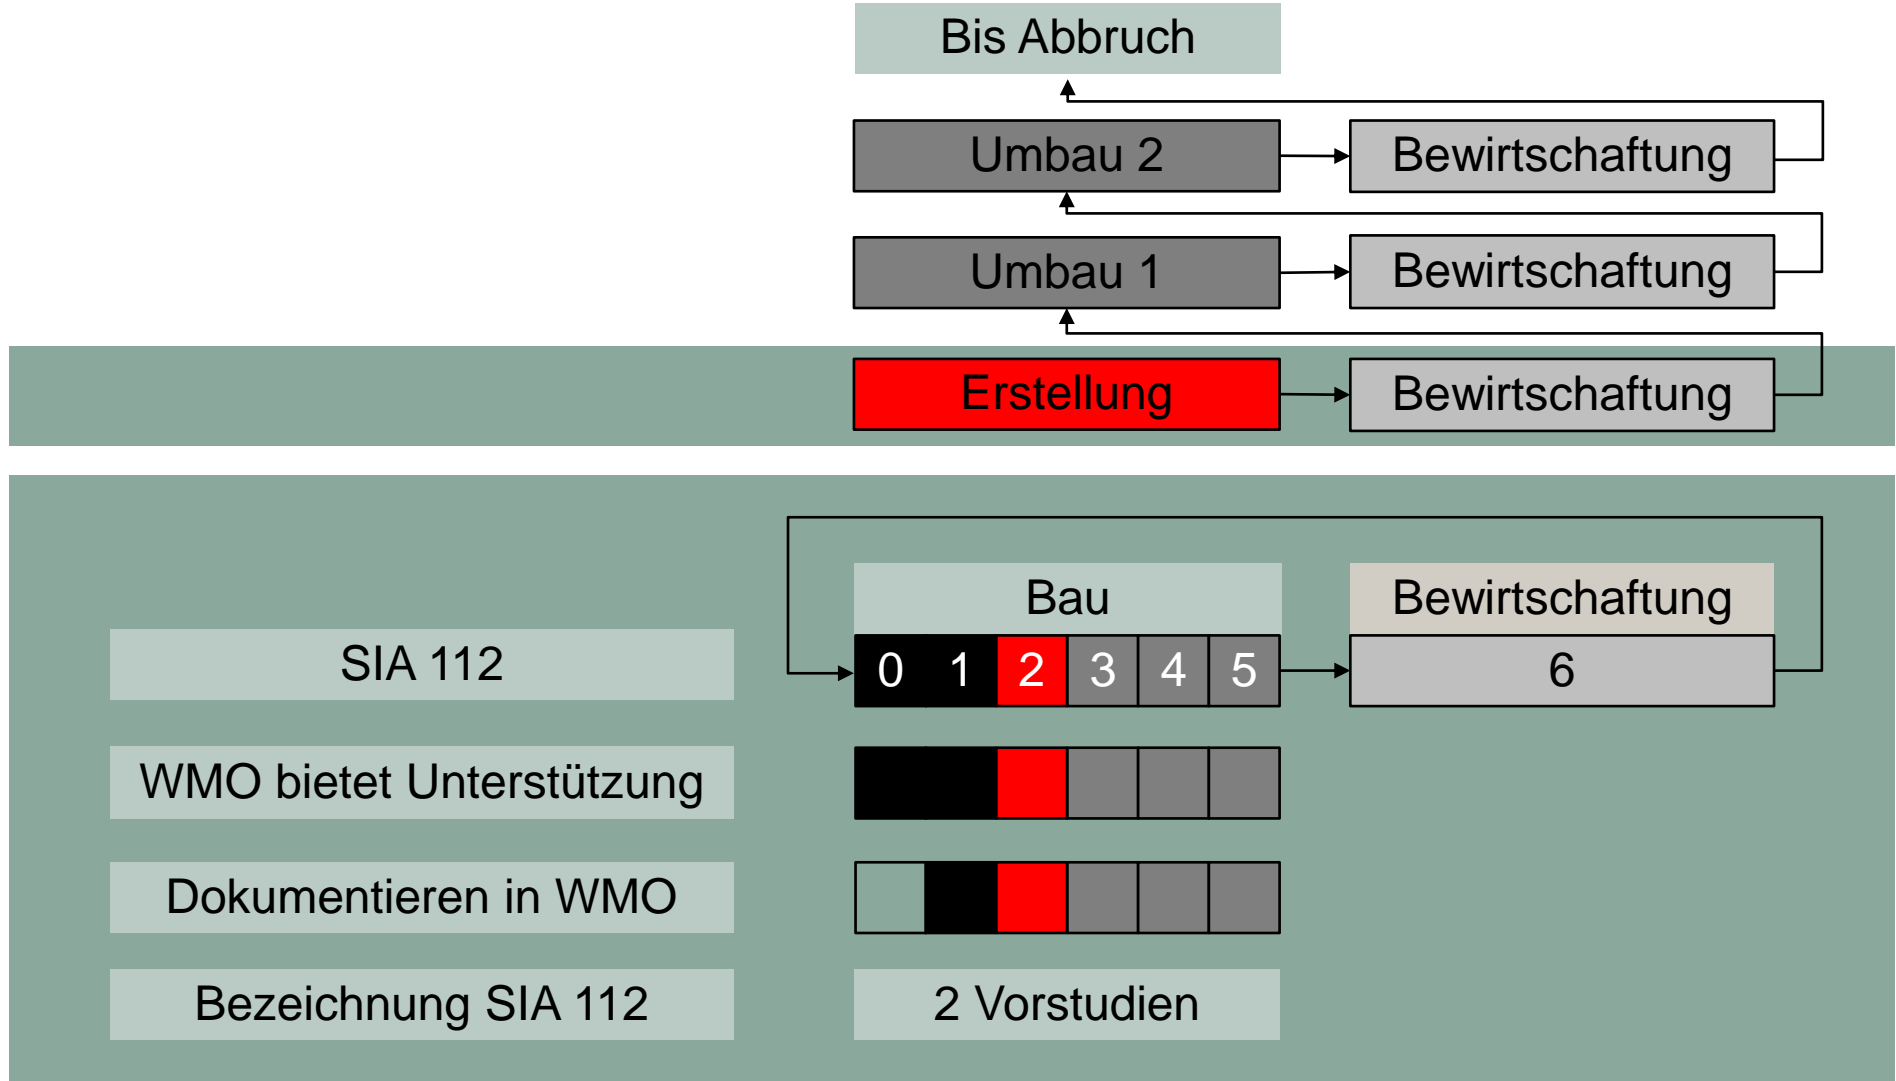 Bis Abbruch
Umbau 2 Bewirtschaftung
Umbau 1 Bewirtschaftung
Erstellung Bewirtschaftung
Bau Bewirtschaftung
SIA 112 0 1 2 3 4 5 6
WMO bietet Unterstützung
Dokumentieren in WMO
Bezeichnung SIA 112 2 Vorstudien